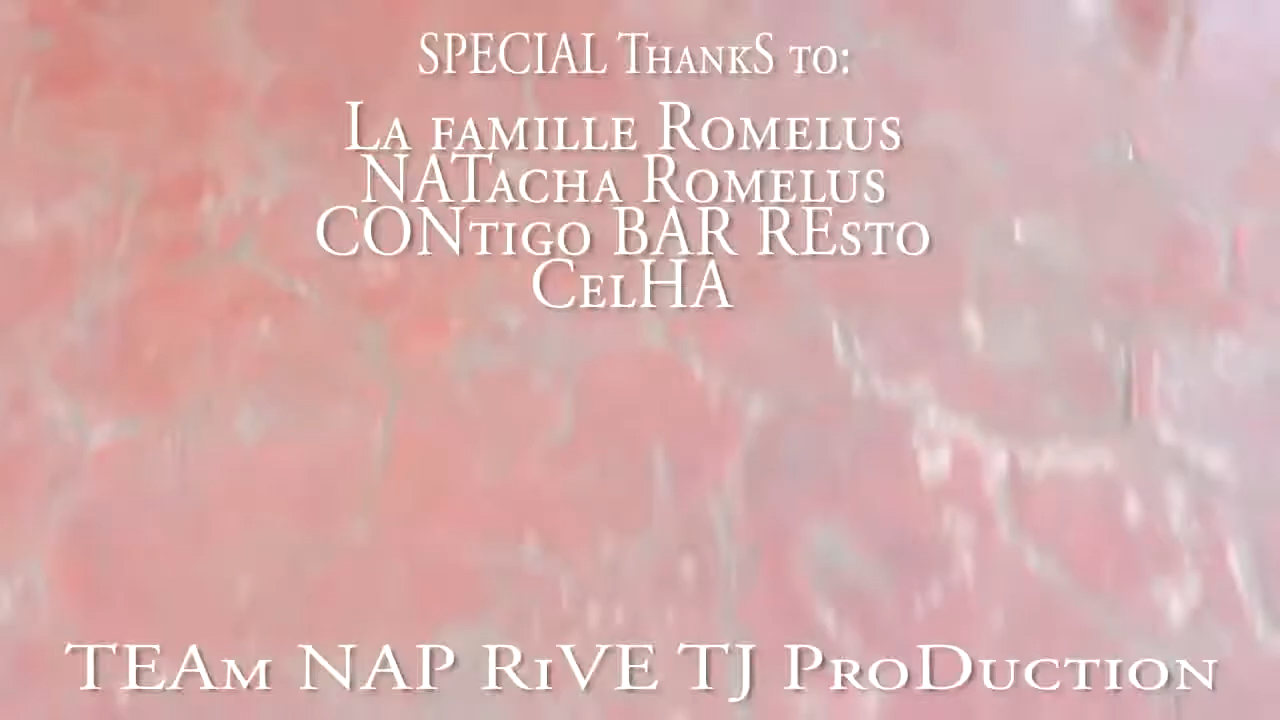 SPECIAL ThankS to:
La famille Romelus
NATacha Romelus
CONtigo BAR REsto
CelHA
TEAm NAP RiVE TJ ProDuction